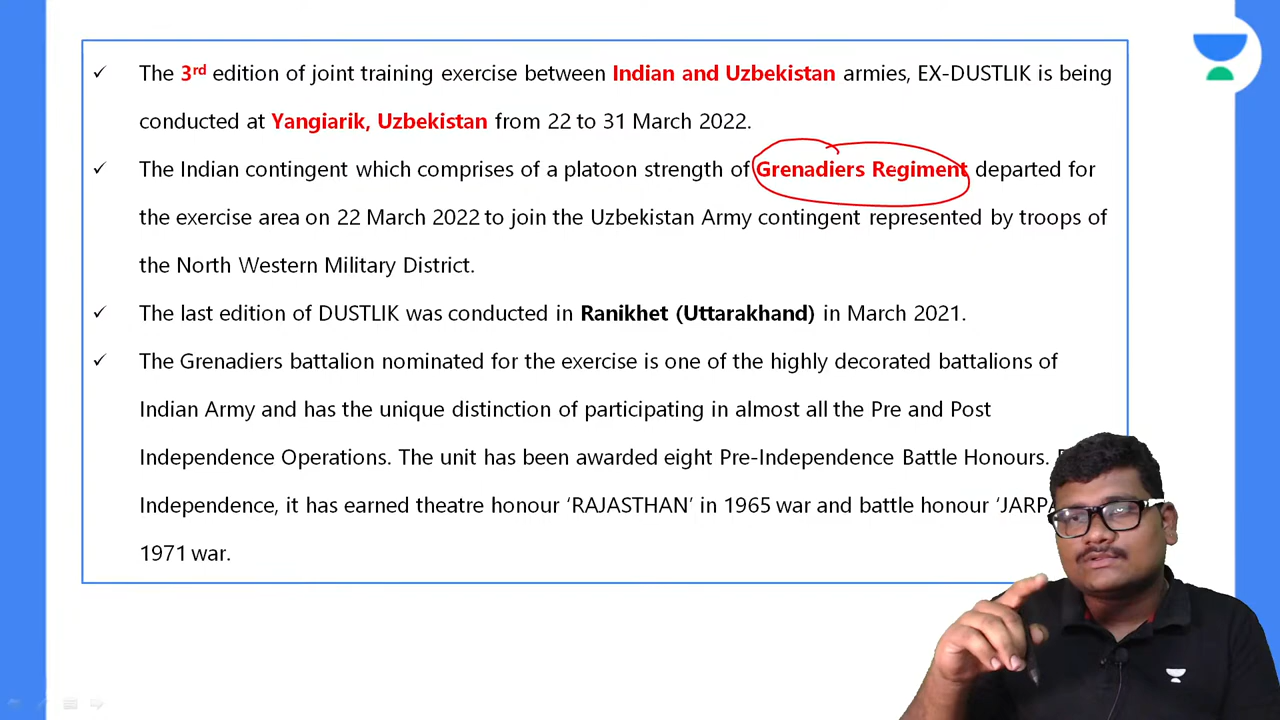 The 3rd edition of joint training exercise between Indian and Uzbekistan armies, EX-DUSTLIK is being
conducted at Yangiarik, Uzbekistan from 22 to 31 March 2022.
The Indian contingent which comprises of a platoon strength of Grenadiers Regiment departed for
the exercise area on 22 March 2022 to join the Uzbekistan Army contingent represented by troops of
the North Western Military District.
The last edition of DUSTLIK was conducted in Ranikhet (Uttarakhand) in March 2021.
The Grenadiers battalion nominated for the exercise is one of the highly decorated battalions of
Indian Army and has the unique distinction of participating in almost all the Pre and Post
Independence Operations. The unit has been awarded eight Pre-Independence Battle Honours.
Independence, it has earned theatre honour ‘RAJASTHAN’ in 1965 war and battle honour
1971 war.